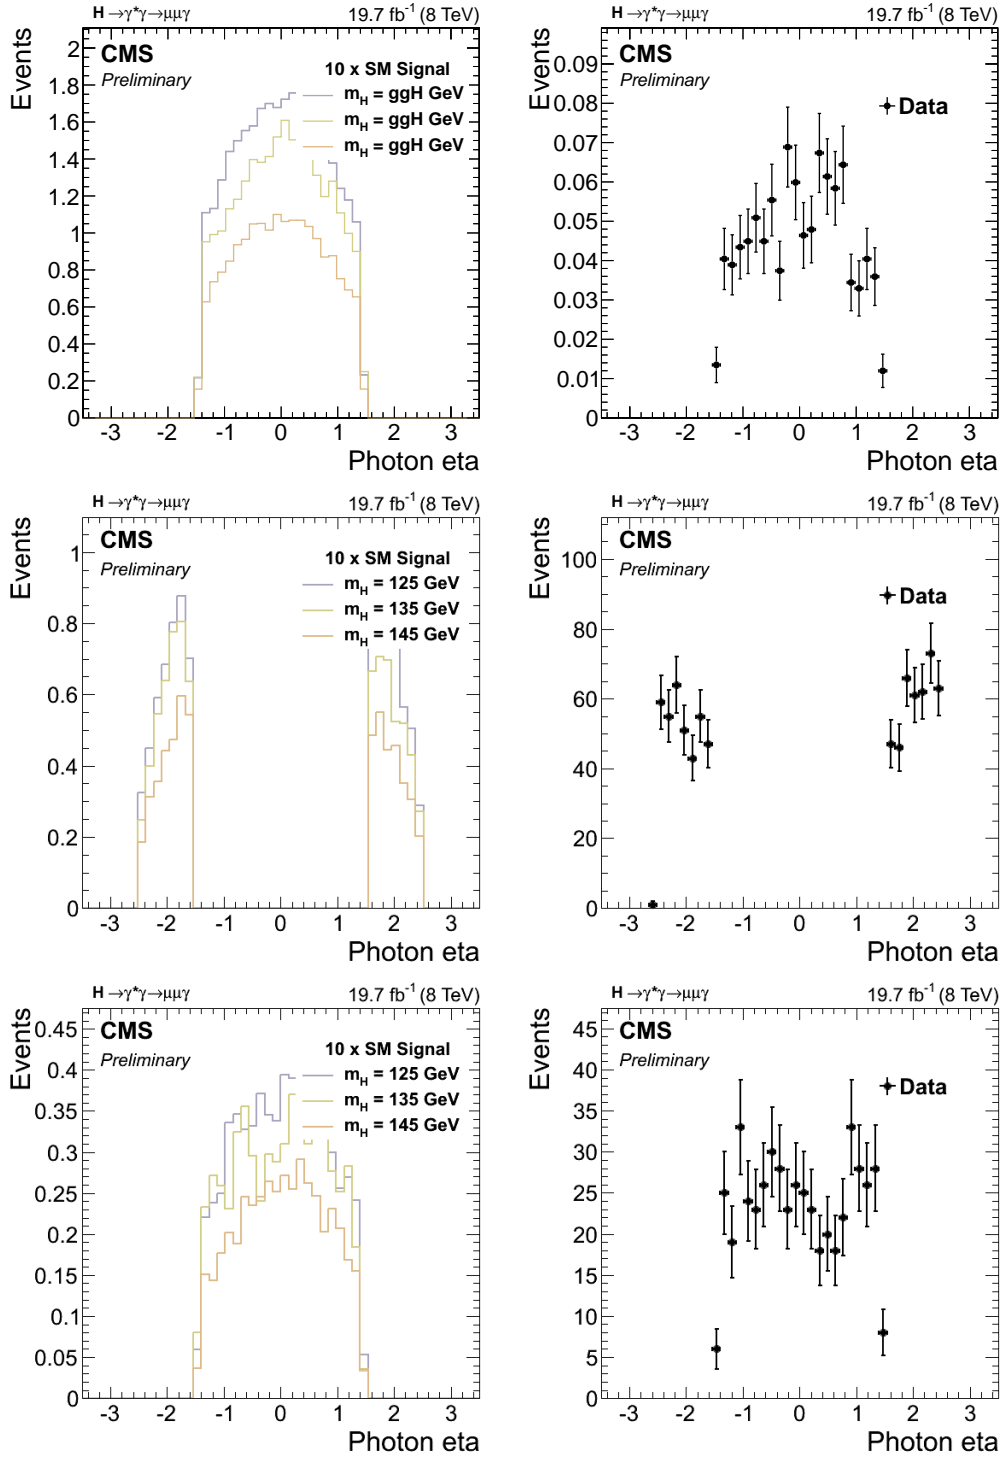 H→γ*γ→μμγ 19.7 fb-1 (8 TeV)
Events
CMS
Preliminary
10 x SM Signal
mH = ggH GeV
mH = ggH GeV
mH = ggH GeV
2
1.8
1.6
1.4
1.2
1
0.8
0.6
0.4
0.2
0
-3 -2 -1 0 1 2 3
Photon eta
H→γ*γ→μμγ 19.7 fb-1 (8 TeV)
Events
CMS
Preliminary
Data
0.09
0.08
0.07
0.06
0.05
0.04
0.03
0.02
0.01
0
-3 -2 -1 0 1 2 3
Photon eta
H→γ*γ→μμγ 19.7 fb-1 (8 TeV)
Events
CMS
Preliminary
10 x SM Signal
mH = 125 GeV
mH = 135 GeV
mH = 145 GeV
1
0.8
0.6
0.4
0.2
0
-3 -2 -1 0 1 2 3
Photon eta
H→γ*γ→μμγ 19.7 fb-1 (8 TeV)
Events
CMS
Preliminary
Data
100
80
60
40
20
0
-3 -2 -1 0 1 2 3
Photon eta
H→γ*γ→μμγ 19.7 fb-1 (8 TeV)
Events
CMS
Preliminary
10 x SM Signal
mH = 125 GeV
mH = 135 GeV
mH = 145 GeV
0.45
0.4
0.35
0.3
0.25
0.2
0.15
0.1
0.05
0
-3 -2 -1 0 1 2 3
Photon eta
H→γ*γ→μμγ 19.7 fb-1 (8 TeV)
Events
CMS
Preliminary
Data
45
40
35
30
25
20
15
10
5
0
-3 -2 -1 0 1 2 3
Photon eta